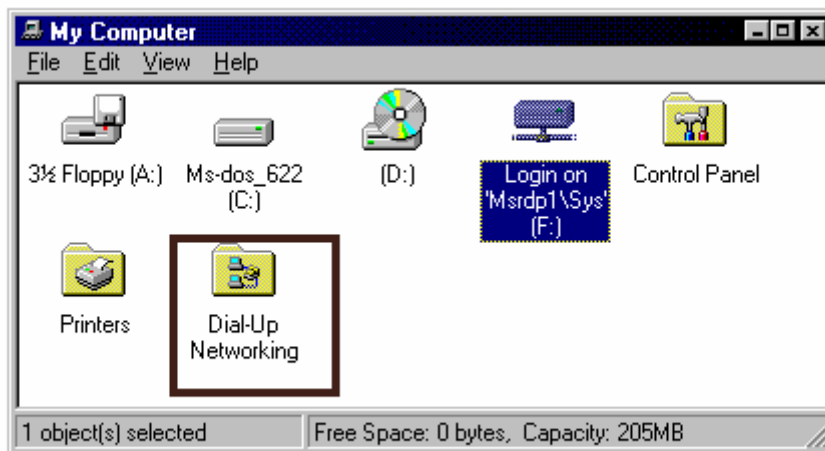 My Computer
File Edit View Help
3½ Floppy (A:)
Ms-dos_622
(C:)
(D:)
Login on
'Msrdp1\Sys'
(F:)
Control Panel
Printers
Dial-Up
Networking
1 object(s) selected
Free Space: 0 bytes, Capacity: 205MB